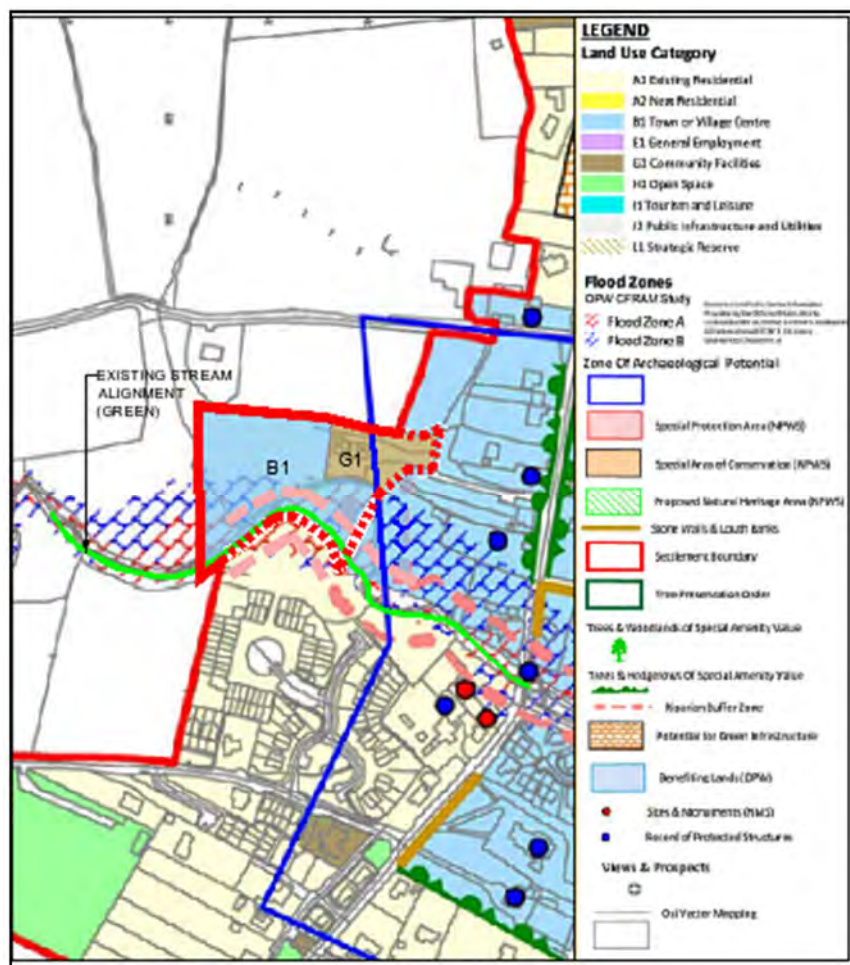 EXISTING STREAM
ALIGNMENT
(GREEN)
B1
G1
LEGEND
Land Use Category
A1 Existing Residential
A2 New Residential
B1 Town or Village Centre
E1 General Employment
G1 Community Facilities
H1 Open Space
I1 Tourism and Leisure
J2 Public Infrastructure and Utilities
L1 Strategic Reserve
Flood Zones
OPW CFRAM Study
Flood Zone A
Flood Zone B
Zone Of Archaeological Potential
Special Protection Area (NPWS)
Special Area of Conservation (NPWS)
Proposed Natural Heritage Area (NPWS)
Stone Walls & Louth Banks
Settlement Boundary
Tree Preservation Order
Trees & Woodlands of Special Amenity Value
Trees & Hedgerows Of Special Amenity Value
Riparian Buffer Zone
Potential for Green Infrastructure
Benefiting Lands (OPW)
Sites & Monuments (NMS)
Record of Protected Structures
Views & Prospects
Osi Vector Mapping